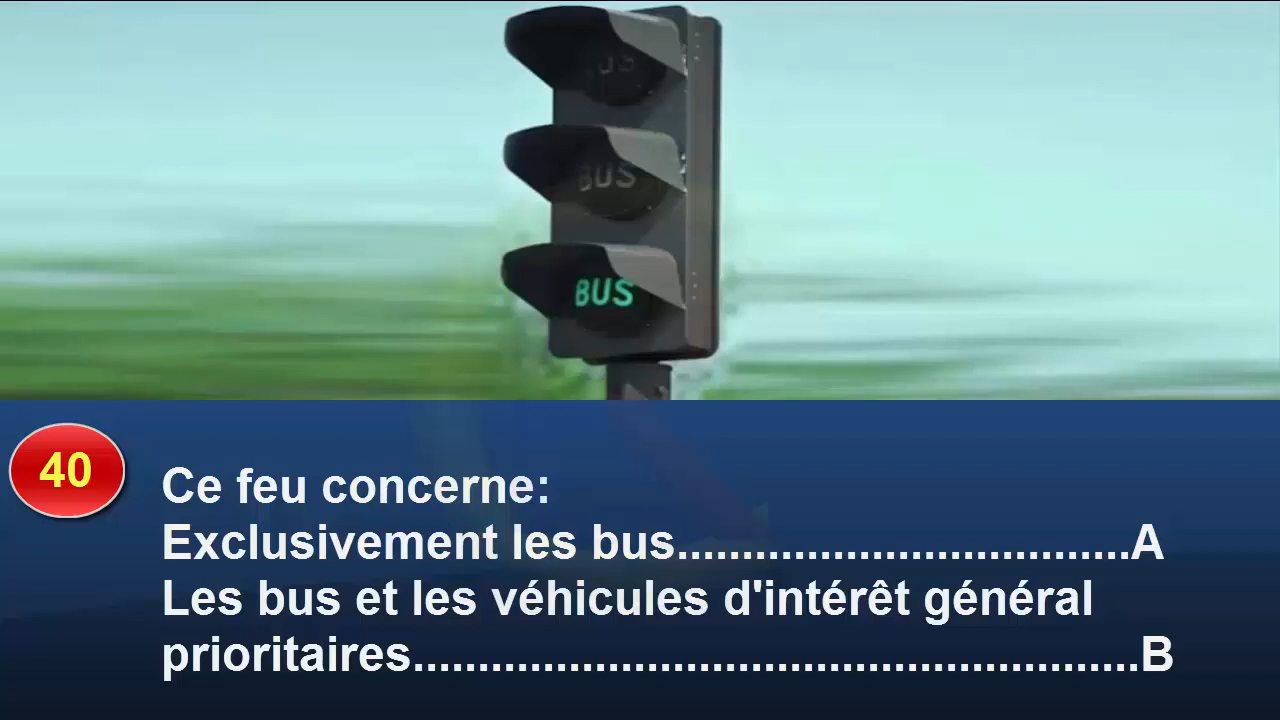 BUS
BUS
BUS
40
Ce feu concerne:
Exclusivement les bus...................................A
Les bus et les véhicules d'intérêt général
prioritaires........................................................B